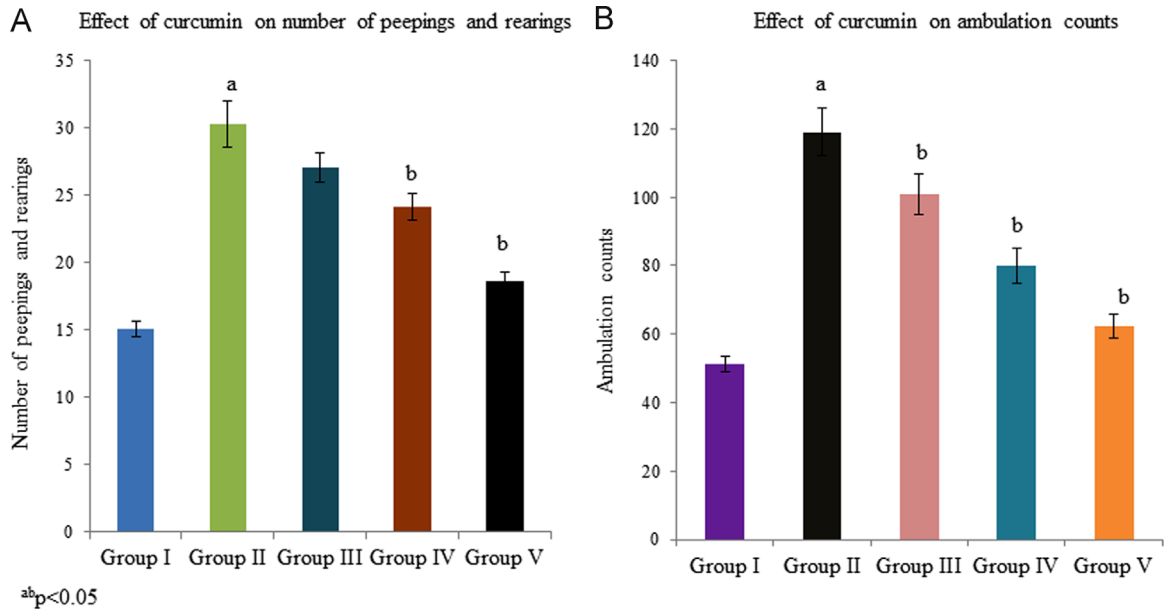 A
Effect of curcumin on number of peepings and rearings
Number of peepings and rearings
35
30
25
20
15
10
5
0
a
b
b
Group I Group II Group III Group IV Group V
abp<0.05
B
Effect of curcumin on ambulation counts
Ambulation counts
140
120
100
80
60
40
20
0
a
b
b
b
Group I Group II Group III Group IV Group V